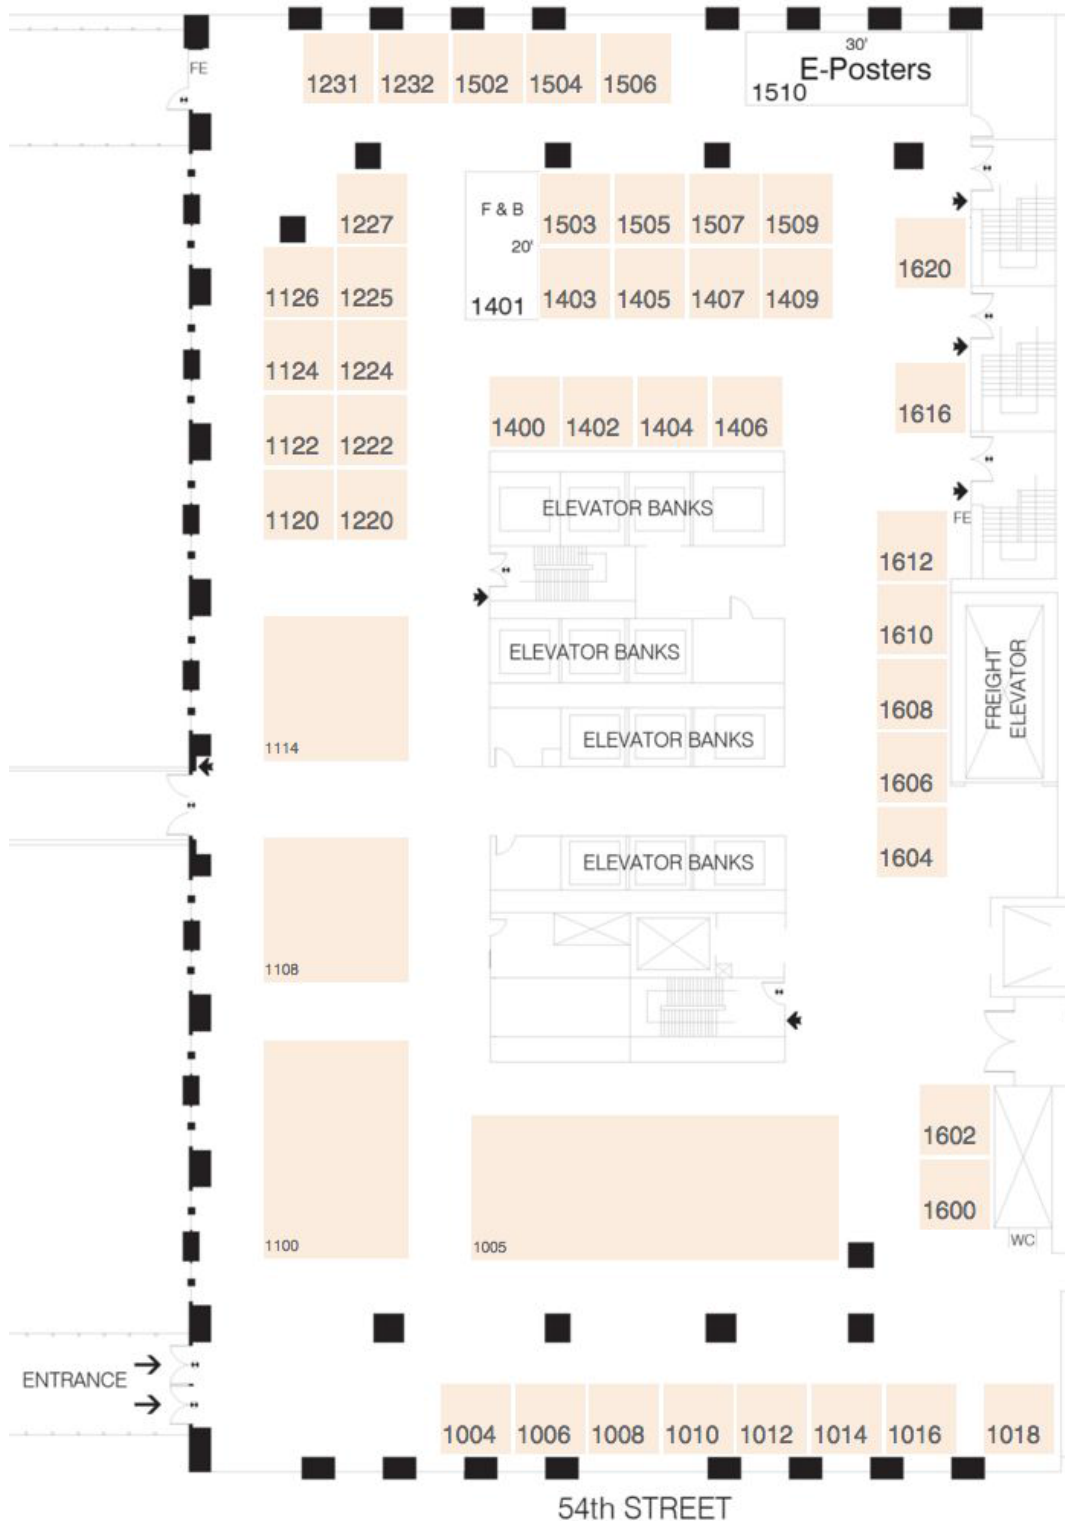 30'
E-Posters
1510
FE
1231 1232 1502 1504 1506
F & B
20'
1401
1227
1503 1505 1507 1509
1620
1126 1225
1403 1405 1407 1409
1124 1224
1616
1400 1402 1404 1406
1122 1222
ELEVATOR BANKS
FE
1120 1220
1612
1610
ELEVATOR BANKS
FREIGHT
ELEVATOR
1608
1114
ELEVATOR BANKS
1606
1604
ELEVATOR BANKS
1108
1602
1600
WC
1100
1005
ENTRANCE
1004 1006 1008 1010 1012 1014 1016 1018
54th STREET